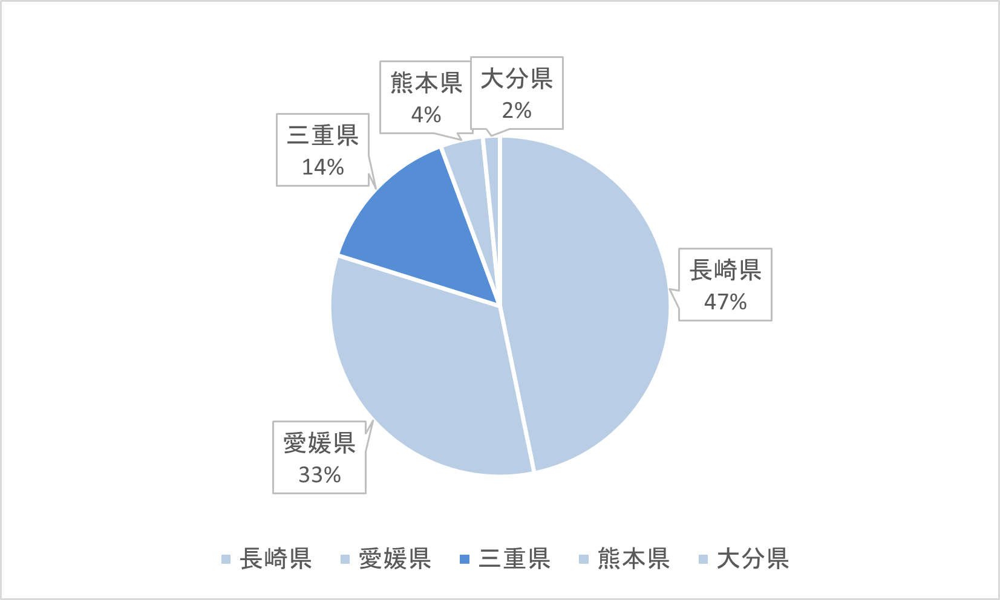 熊本県
4%
大分県
2%
三重県
14%
長崎県
47%
愛媛県
33%
長崎県 愛媛県 三重県 熊本県 大分県